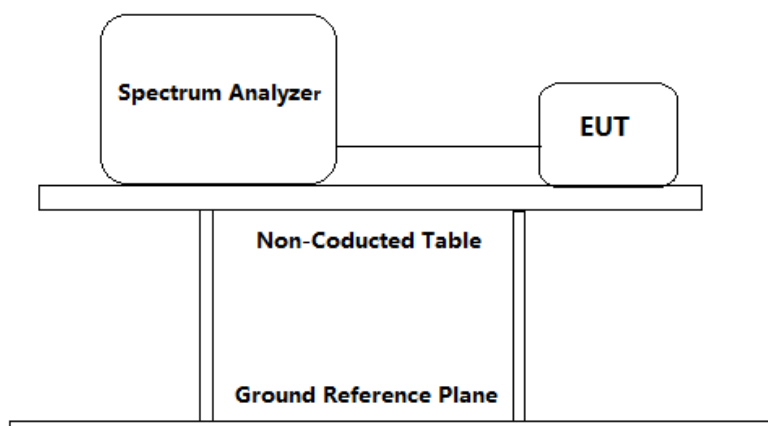 Spectrum Analyzer
EUT
Non-Coducted Table
Ground Reference Plane